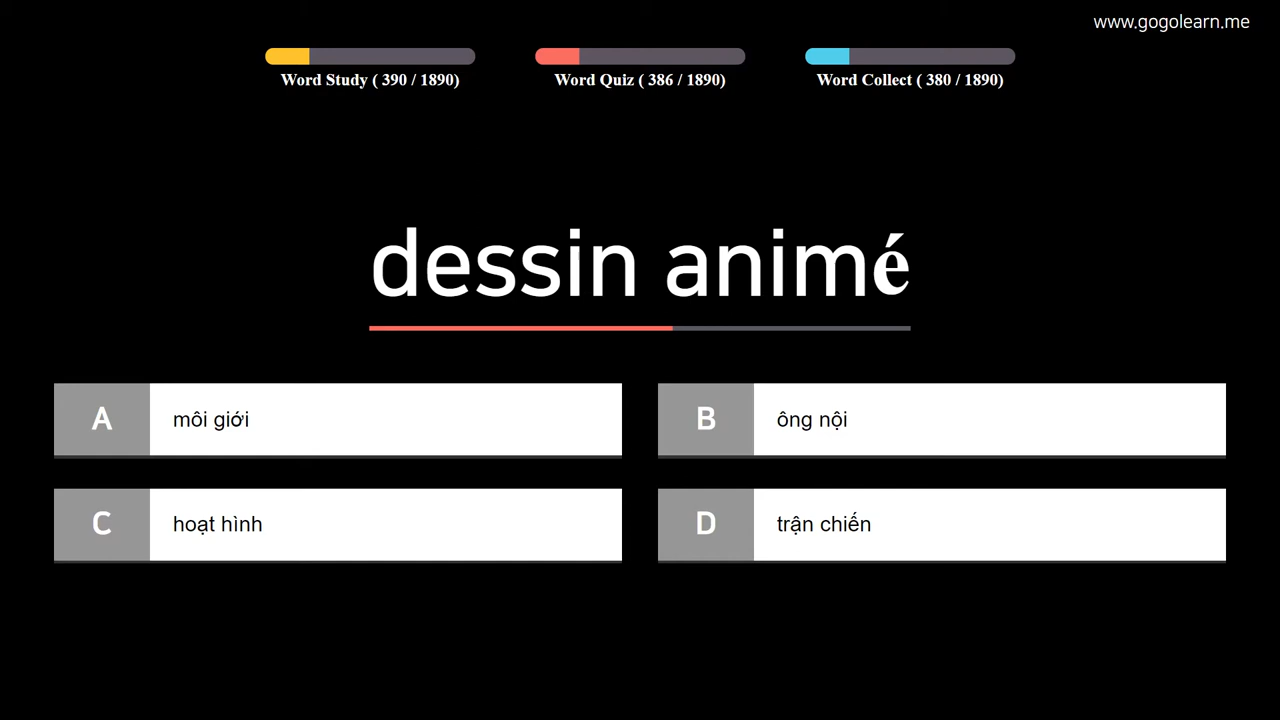 www.gogolearn.me
Word Study ( 390 / 1890)
Word Quiz ( 386 / 1890)
Word Collect ( 380 / 1890)
dessin animé
A
môi giới
B
ông nội
C
hoạt hình
D
trận chiến